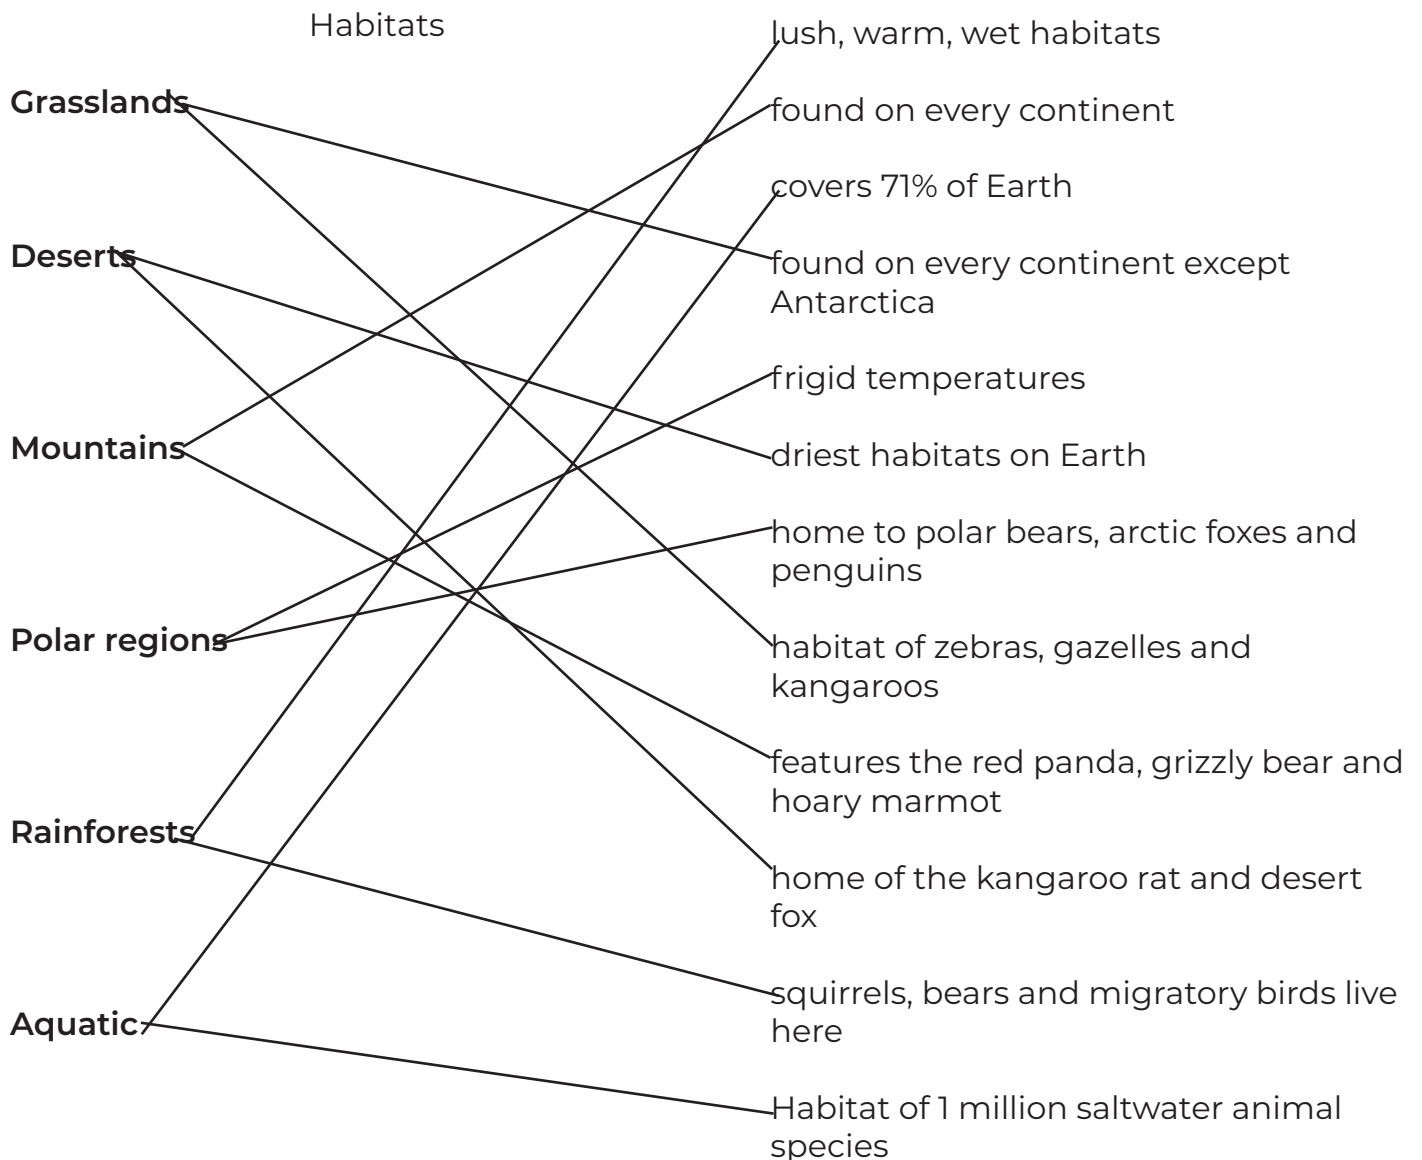 Habitats
Grasslands
Deserts
Mountains
Polar regions
Rainforests
Aquatic
lush, warm, wet habitats
found on every continent
covers 71% of Earth
found on every continent except
Antarctica
frigid temperatures
driest habitats on Earth
home to polar bears, arctic foxes and
penguins
habitat of zebras, gazelles and
kangaroos
features the red panda, grizzly bear and
hoary marmot
home of the kangaroo rat and desert
fox
squirrels, bears and migratory birds live
here
Habitat of 1 million saltwater animal
species